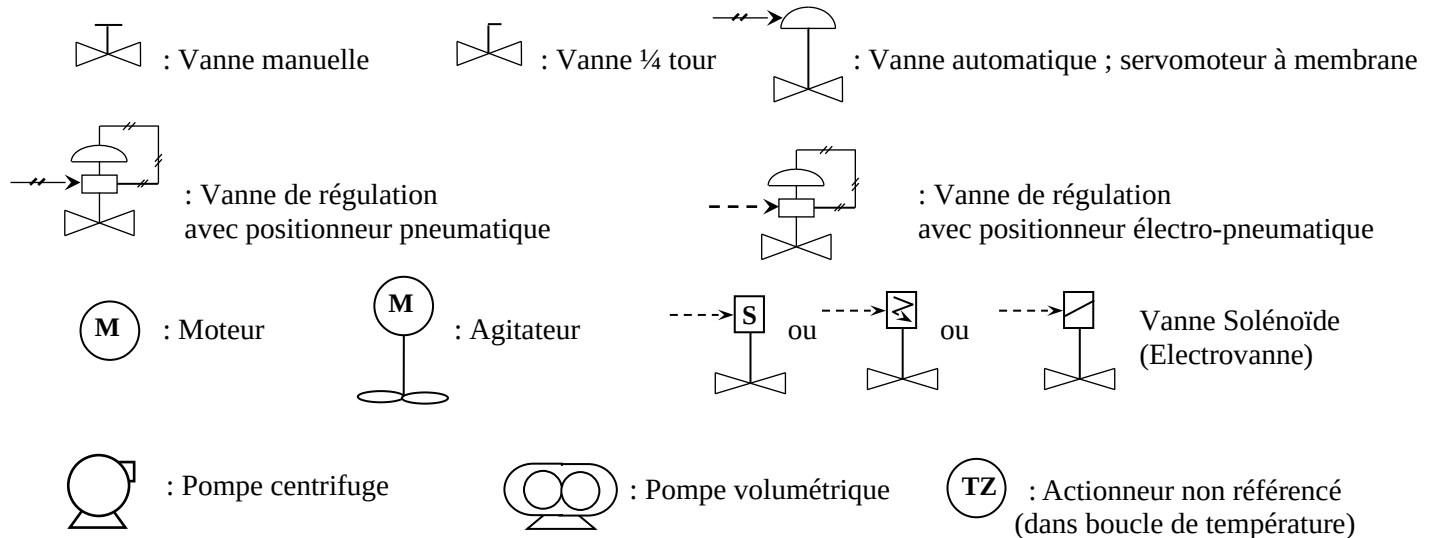 : Vanne manuelle
: Vanne ¼ tour
: Vanne automatique ; servomoteur à membrane
: Vanne de régulation
avec positionneur pneumatique
: Vanne de régulation
avec positionneur électro-pneumatique
M
: Moteur
M
: Agitateur
S
ou
ou
Vanne Solénoïde
(Electrovanne)
: Pompe centrifuge
: Pompe volumétrique
TZ
: Actionneur non référencé
(dans boucle de température)